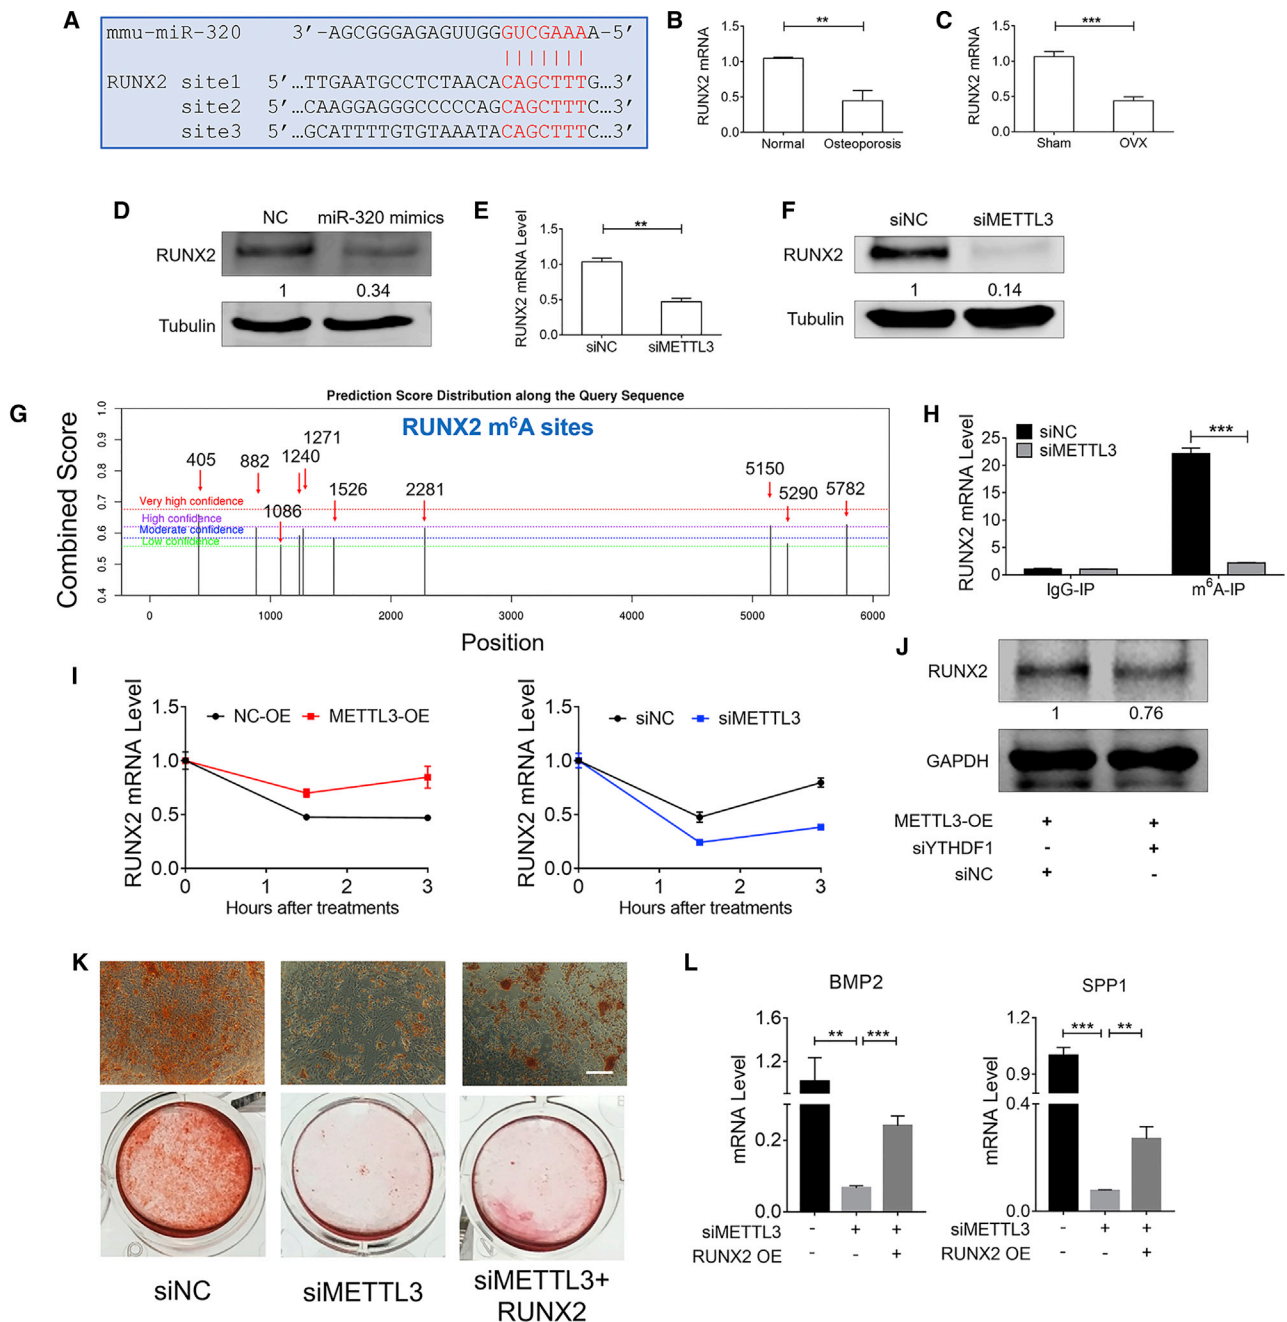 A
mmu-miR-320 3′-AGCGGGAGAGUUGGGUCGAAAA-5′
RUNX2 site1 5′…TTGAATGCCTCTAACACAGCTTTG…3′
site2 5′…CAAGGAGGGCCCCCAGCAGCTTTC…3′
site3 5′…GCATTTTGTGTAAATACAGCTTTC…3′
B
RUNX2 mRNA
1.5
1.0
0.5
0.0
**
Normal Osteoporosis
C
RUNX2 mRNA
1.5
1.0
0.5
0.0
***
Sham OVX
D
NC miR-320 mimics
RUNX2
1 0.34
Tubulin
E
RUNX2 mRNA Level
1.5
1.0
0.5
0.0
**
siNC siMETTL3
F
siNC siMETTL3
RUNX2
1 0.14
Tubulin
G
Prediction Score Distribution along the Query Sequence
RUNX2 m⁶A sites
Combined Score
1.0
0.9
0.8
0.7
0.6
0.5
0.4
Very high confidence
High confidence
Moderate confidence
Low confidence
405
882
1086
1240
1271
1526
2281
5150
5290
5782
0 1000 2000 3000 4000 5000 6000
Position
H
RUNX2 mRNA Level
25
20
15
10
5
0
siNC
siMETTL3
***
IgG-IP m⁶A-IP
I
RUNX2 mRNA Level
1.5
1.0
0.5
0.0
NC-OE METTL3-OE
0 1 2 3
Hours after treatments
RUNX2 mRNA Level
1.5
1.0
0.5
0.0
siNC siMETTL3
0 1 2 3
Hours after treatments
J
RUNX2
1 0.76
GAPDH
METTL3-OE + +
siYTHDF1 - +
siNC + -
K
siNC
siMETTL3
siMETTL3+
RUNX2
L
BMP2
mRNA Level
1.6
1.2
0.2
0.0
** ***
siMETTL3 - + +
RUNX2 OE - - +
SPP1
mRNA Level
1.2
0.9
0.4
0.0
*** **
siMETTL3 - + +
RUNX2 OE - - +